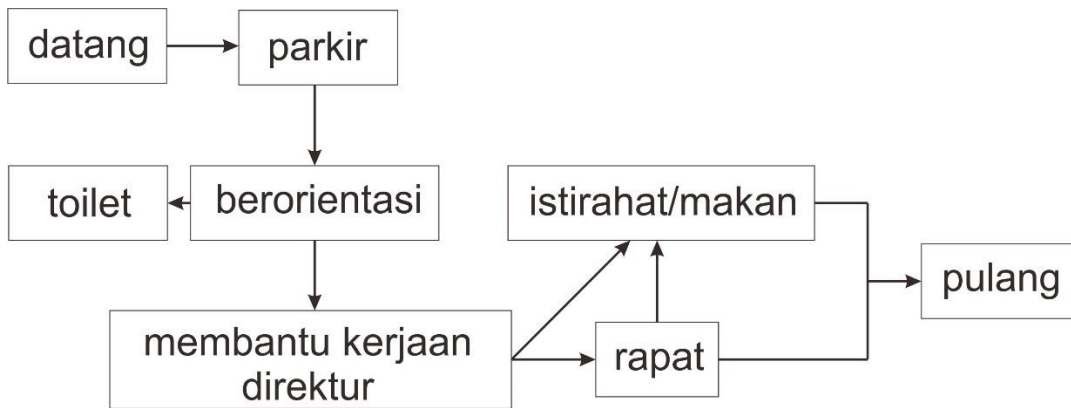 datang
parkir
toilet
berorientasi
istirahat/makan
pulang
membantu kerjaan
direktur
rapat